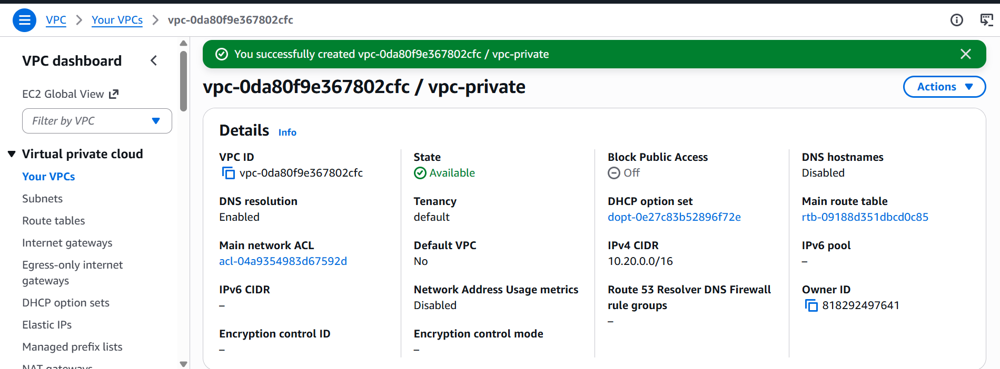 VPC
Your VPCs
vpc-0da80f9e367802cfc
VPC dashboard
EC2 Global View
Filter by VPC
Virtual private cloud
Your VPCs
Subnets
Route tables
Internet gateways
Egress-only internet
gateways
DHCP option sets
Elastic IPs
Managed prefix lists
NAT gateways
You successfully created vpc-0da80f9e367802cfc / vpc-private
vpc-0da80f9e367802cfc / vpc-private
Actions
Details Info
VPC ID
vpc-0da80f9e367802cfc
State
Available
Block Public Access
Off
DNS hostnames
Disabled
DNS resolution
Enabled
Tenancy
default
DHCP option set
dopt-0e27c83b52896f72e
Main route table
rtb-09188d351dbcd0c85
Main network ACL
acl-04a9354983d67592d
Default VPC
No
IPv4 CIDR
10.20.0.0/16
IPv6 pool
–
IPv6 CIDR
–
Network Address Usage metrics
Disabled
Route 53 Resolver DNS Firewall
rule groups
–
Owner ID
818292497641
Encryption control ID
–
Encryption control mode
–